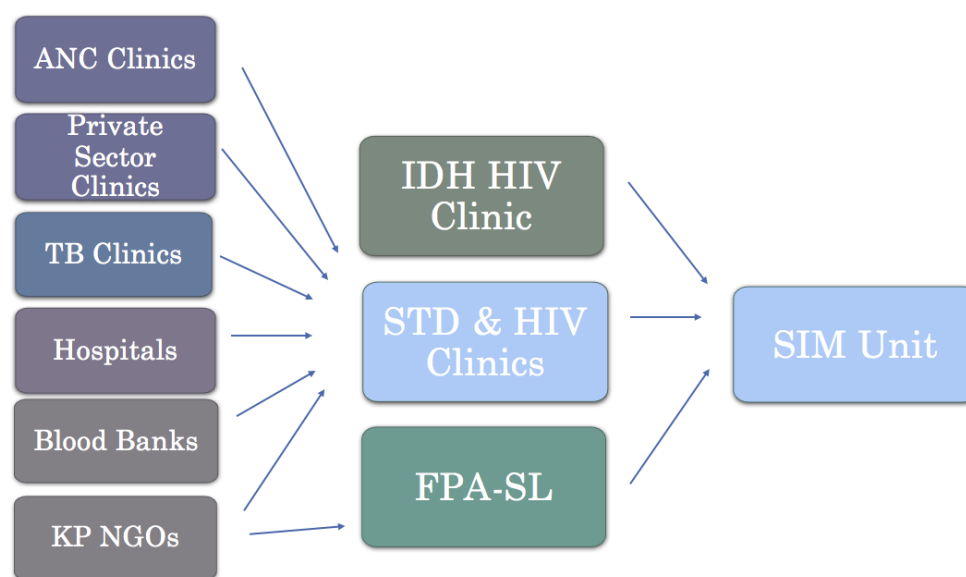 ANC Clinics
Private
Sector
Clinics
TB Clinics
Hospitals
Blood Banks
KP NGOs
IDH HIV
Clinic
STD & HIV
Clinics
FPA-SL
SIM Unit